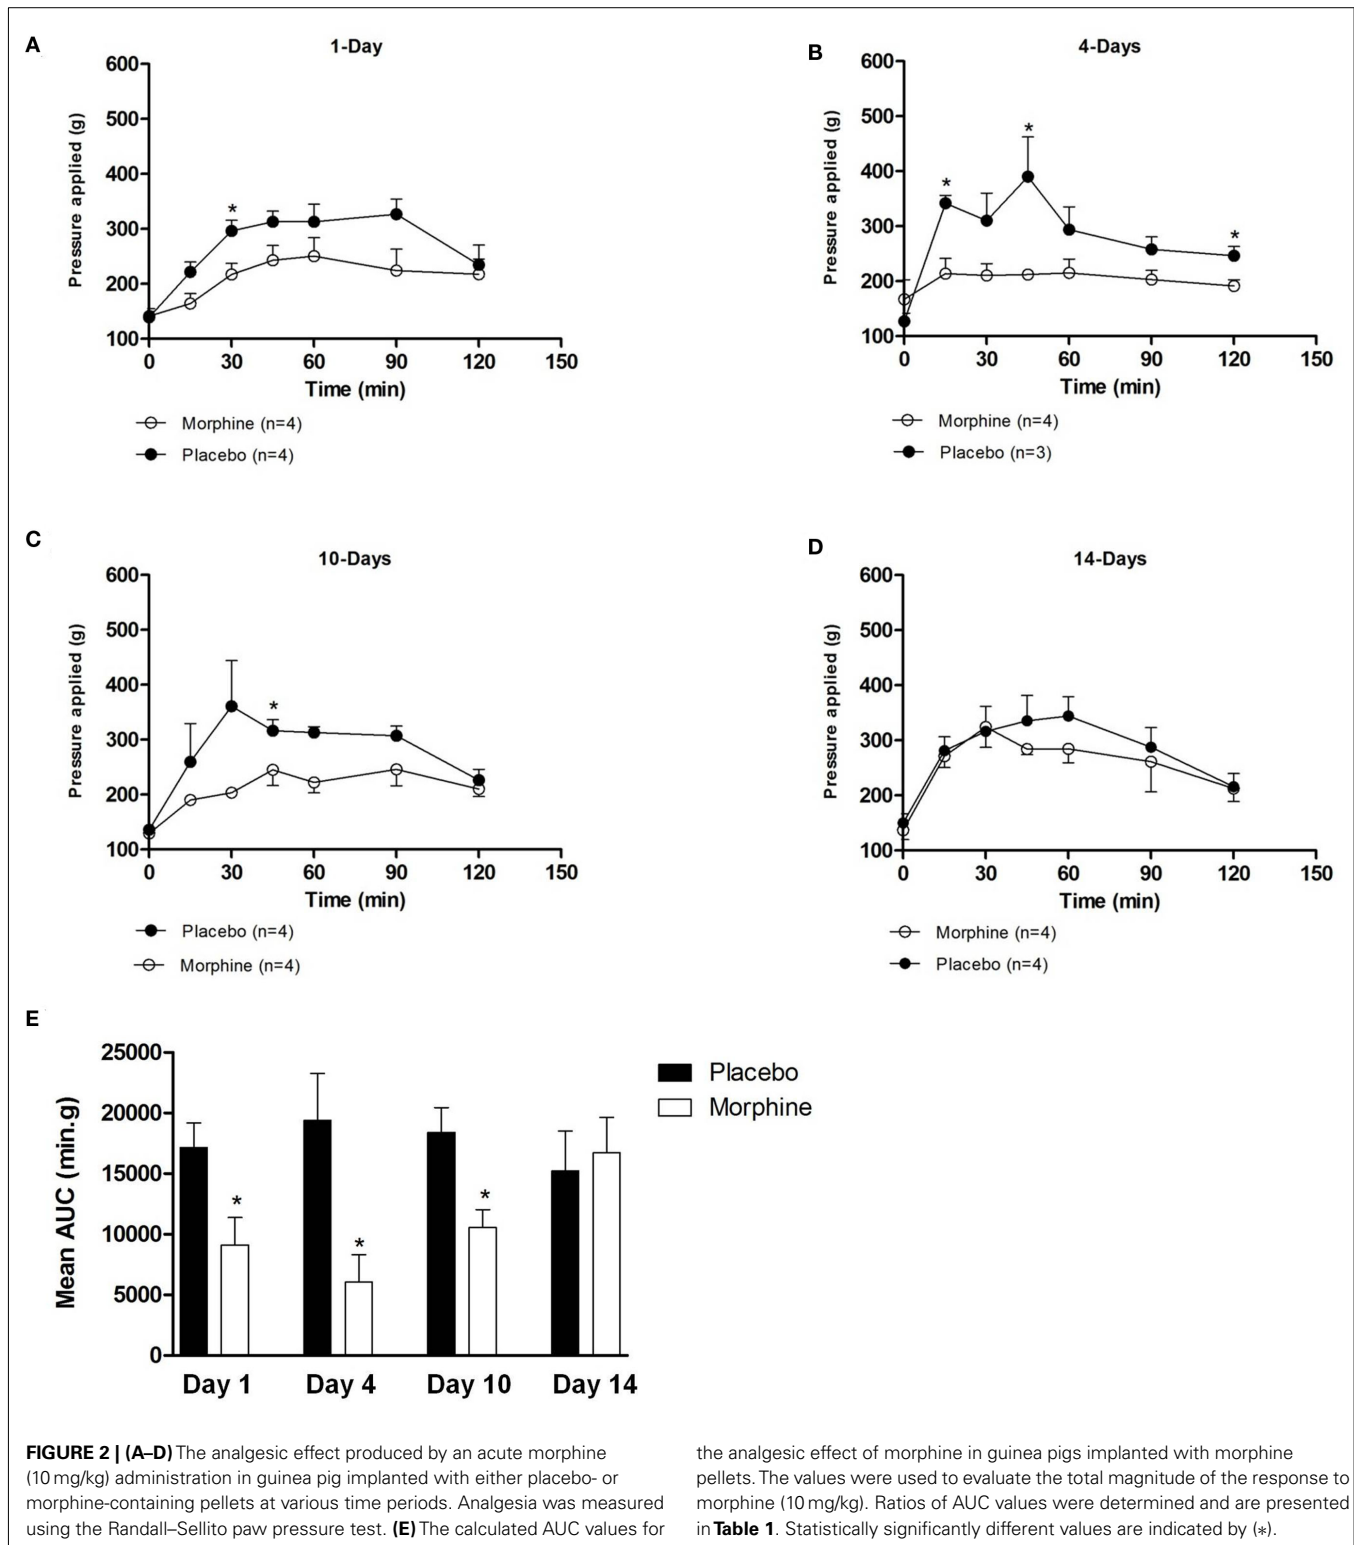 A
1-Day
600
500
400
300
200
100
Pressure applied (g)
*
0 30 60 90 120 150
Time (min)
Morphine (n=4)
Placebo (n=4)
B
4-Days
600
500
400
300
200
100
Pressure applied (g)
*
*
*
0 30 60 90 120 150
Time (min)
Morphine (n=4)
Placebo (n=3)
C
10-Days
600
500
400
300
200
100
Pressure applied (g)
*
0 30 60 90 120 150
Time (min)
Placebo (n=4)
Morphine (n=4)
D
14-Days
600
500
400
300
200
100
Pressure applied (g)
0 30 60 90 120 150
Time (min)
Morphine (n=4)
Placebo (n=4)
E
25000
20000
15000
10000
5000
0
Mean AUC (min.g)
*
*
*
Day 1 Day 4 Day 10 Day 14
Placebo
Morphine
FIGURE 2 | (A–D) The analgesic effect produced by an acute morphine
(10 mg/kg) administration in guinea pig implanted with either placebo- or
morphine-containing pellets at various time periods. Analgesia was measured
using the Randall–Sellito paw pressure test. (E) The calculated AUC values for
the analgesic effect of morphine in guinea pigs implanted with morphine
pellets. The values were used to evaluate the total magnitude of the response to
morphine (10 mg/kg). Ratios of AUC values were determined and are presented
in Table 1. Statistically significantly different values are indicated by (*).